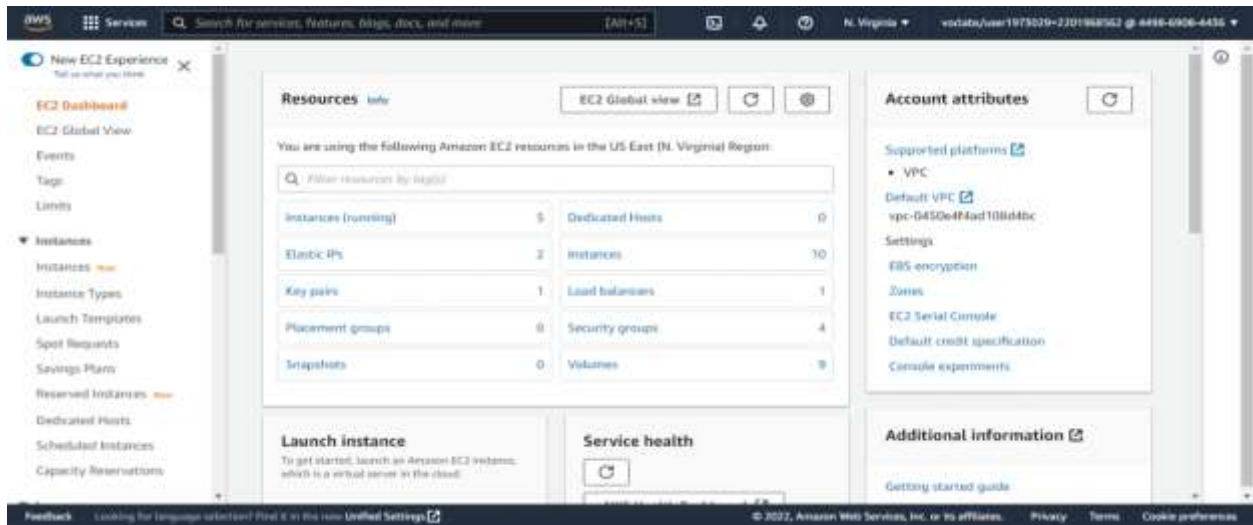 aws Services Search for services, features, blogs, docs, and more [Alt+S] N. Virginia
New EC2 Experience
Tell us what you think
EC2 Dashboard
EC2 Global View
Events
Tags
Limits
Instances
Instances New
Instance Types
Launch Templates
Spot Requests
Savings Plans
Reserved Instances New
Dedicated Hosts
Scheduled Instances
Capacity Reservations
Resources Info
EC2 Global view
You are using the following Amazon EC2 resources in the US East (N. Virginia) Region:
Filter resources by tag(s)
Instances (running) 5 Dedicated Hosts 0
Elastic IPs 2 Instances 10
Key pairs 1 Load balancers 1
Placement groups 0 Security groups 4
Snapshots 0 Volumes 9
Launch instance
To get started, launch an Amazon EC2 instance,
which is a virtual server in the cloud.
Service health
Account attributes
Supported platforms
• VPC
Default VPC
Settings
EBS encryption
Zones
EC2 Serial Console
Default credit specification
Console experiments
Additional information
Getting started guide
Feedback Looking for language selection? Find it in the new Unified Settings © 2022, Amazon Web Services, Inc. or its affiliates. Privacy Terms Cookie preferences